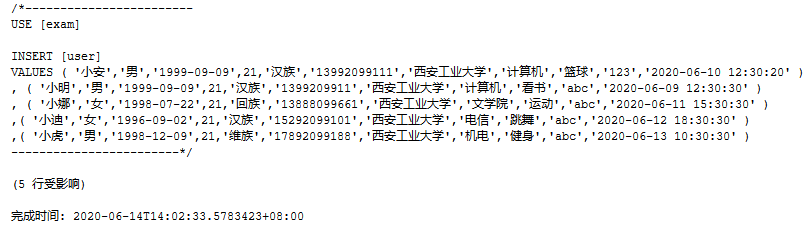 /*------------------------
USE [exam]
INSERT [user]
VALUES ( '小安','男','1999-09-09',21,'汉族','13992099111','西安工业大学','计算机','篮球','123','2020-06-10 12:30:20' )
, ( '小明','男','1999-09-09',21,'汉族','1399209911','西安工业大学','计算机','看书','abc','2020-06-09 12:30:30' )
, ( '小娜','女','1998-07-22',21,'回族','13888099661','西安工业大学','文学院','运动','abc','2020-06-11 15:30:30' )
,( '小迪','女','1996-09-02',21,'汉族','15292099101','西安工业大学','电信','跳舞','abc','2020-06-12 18:30:30' )
,( '小虎','男','1998-12-09',21,'维族','17892099188','西安工业大学','机电','健身','abc','2020-06-13 10:30:30' )
------------------------*/
(5 行受影响)
完成时间: 2020-06-14T14:02:33.5783423+08:00